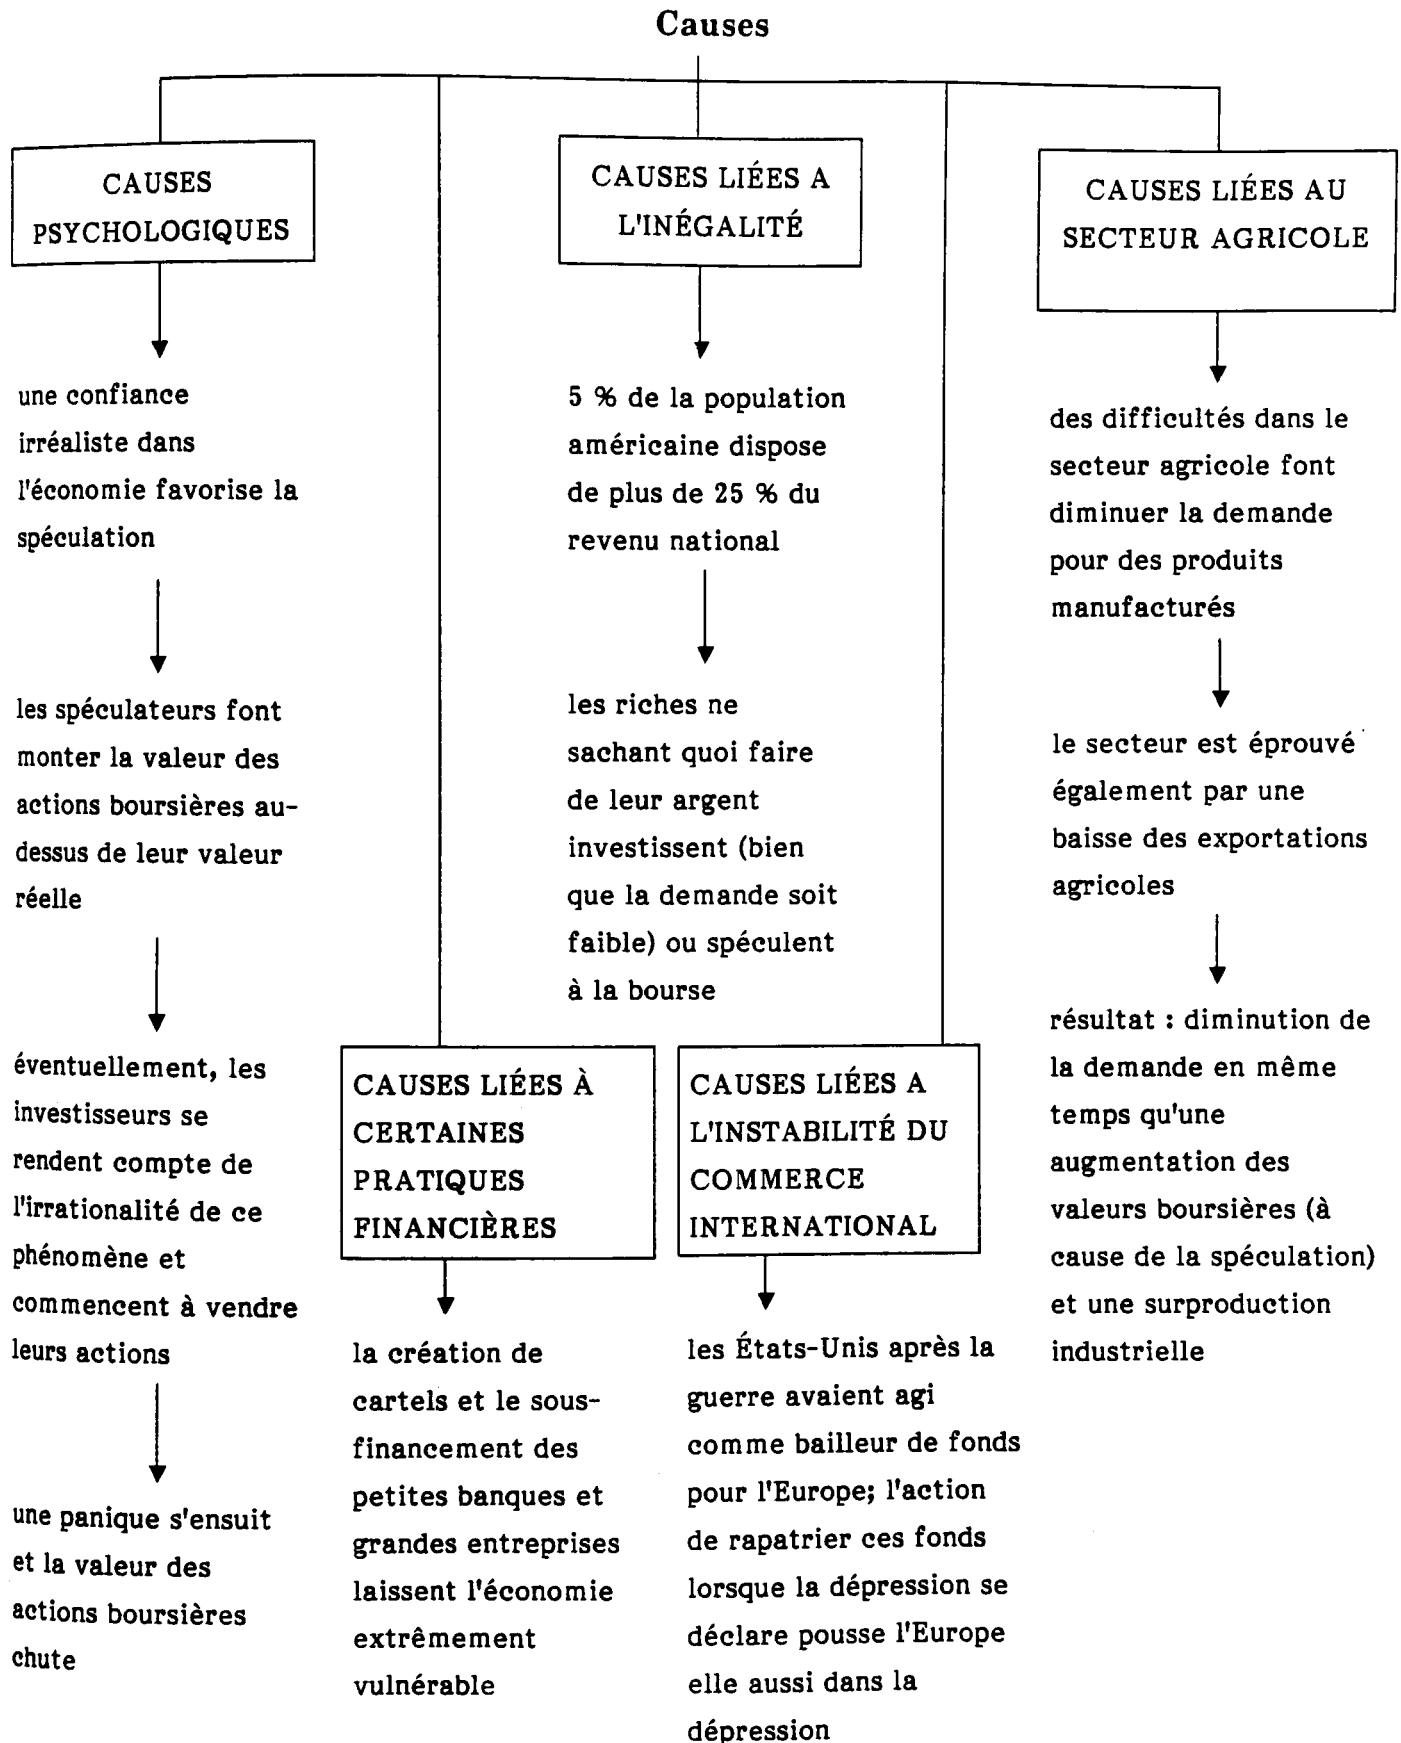 Causes
CAUSES
PSYCHOLOGIQUES
une confiance
irréaliste dans
l'économie favorise la
spéculation
les spéculateurs font
monter la valeur des
actions boursières au-
dessus de leur valeur
réelle
éventuellement, les
investisseurs se
rendent compte de
l'irrationalité de ce
phénomène et
commencent à vendre
leurs actions
une panique s'ensuit
et la valeur des
actions boursières
chute
CAUSES LIÉES À
CERTAINES
PRATIQUES
FINANCIÈRES
la création de
cartels et le sous-
financement des
petites banques et
grandes entreprises
laissent l'économie
extrêmement
vulnérable
CAUSES LIÉES A
L'INÉGALITÉ
5 % de la population
américaine dispose
de plus de 25 % du
revenu national
les riches ne
sachant quoi faire
de leur argent
investissent (bien
que la demande soit
faible) ou spéculent
à la bourse
CAUSES LIÉES A
L'INSTABILITÉ DU
COMMERCE
INTERNATIONAL
les États-Unis après la
guerre avaient agi
comme bailleur de fonds
pour l'Europe; l'action
de rapatrier ces fonds
lorsque la dépression se
déclare pousse l'Europe
elle aussi dans la
dépression
CAUSES LIÉES AU
SECTEUR AGRICOLE
des difficultés dans le
secteur agricole font
diminuer la demande
pour des produits
manufacturés
le secteur est éprouvé
également par une
baisse des exportations
agricoles
résultat : diminution de
la demande en même
temps qu'une
augmentation des
valeurs boursières (à
cause de la spéculation)
et une surproduction
industrielle